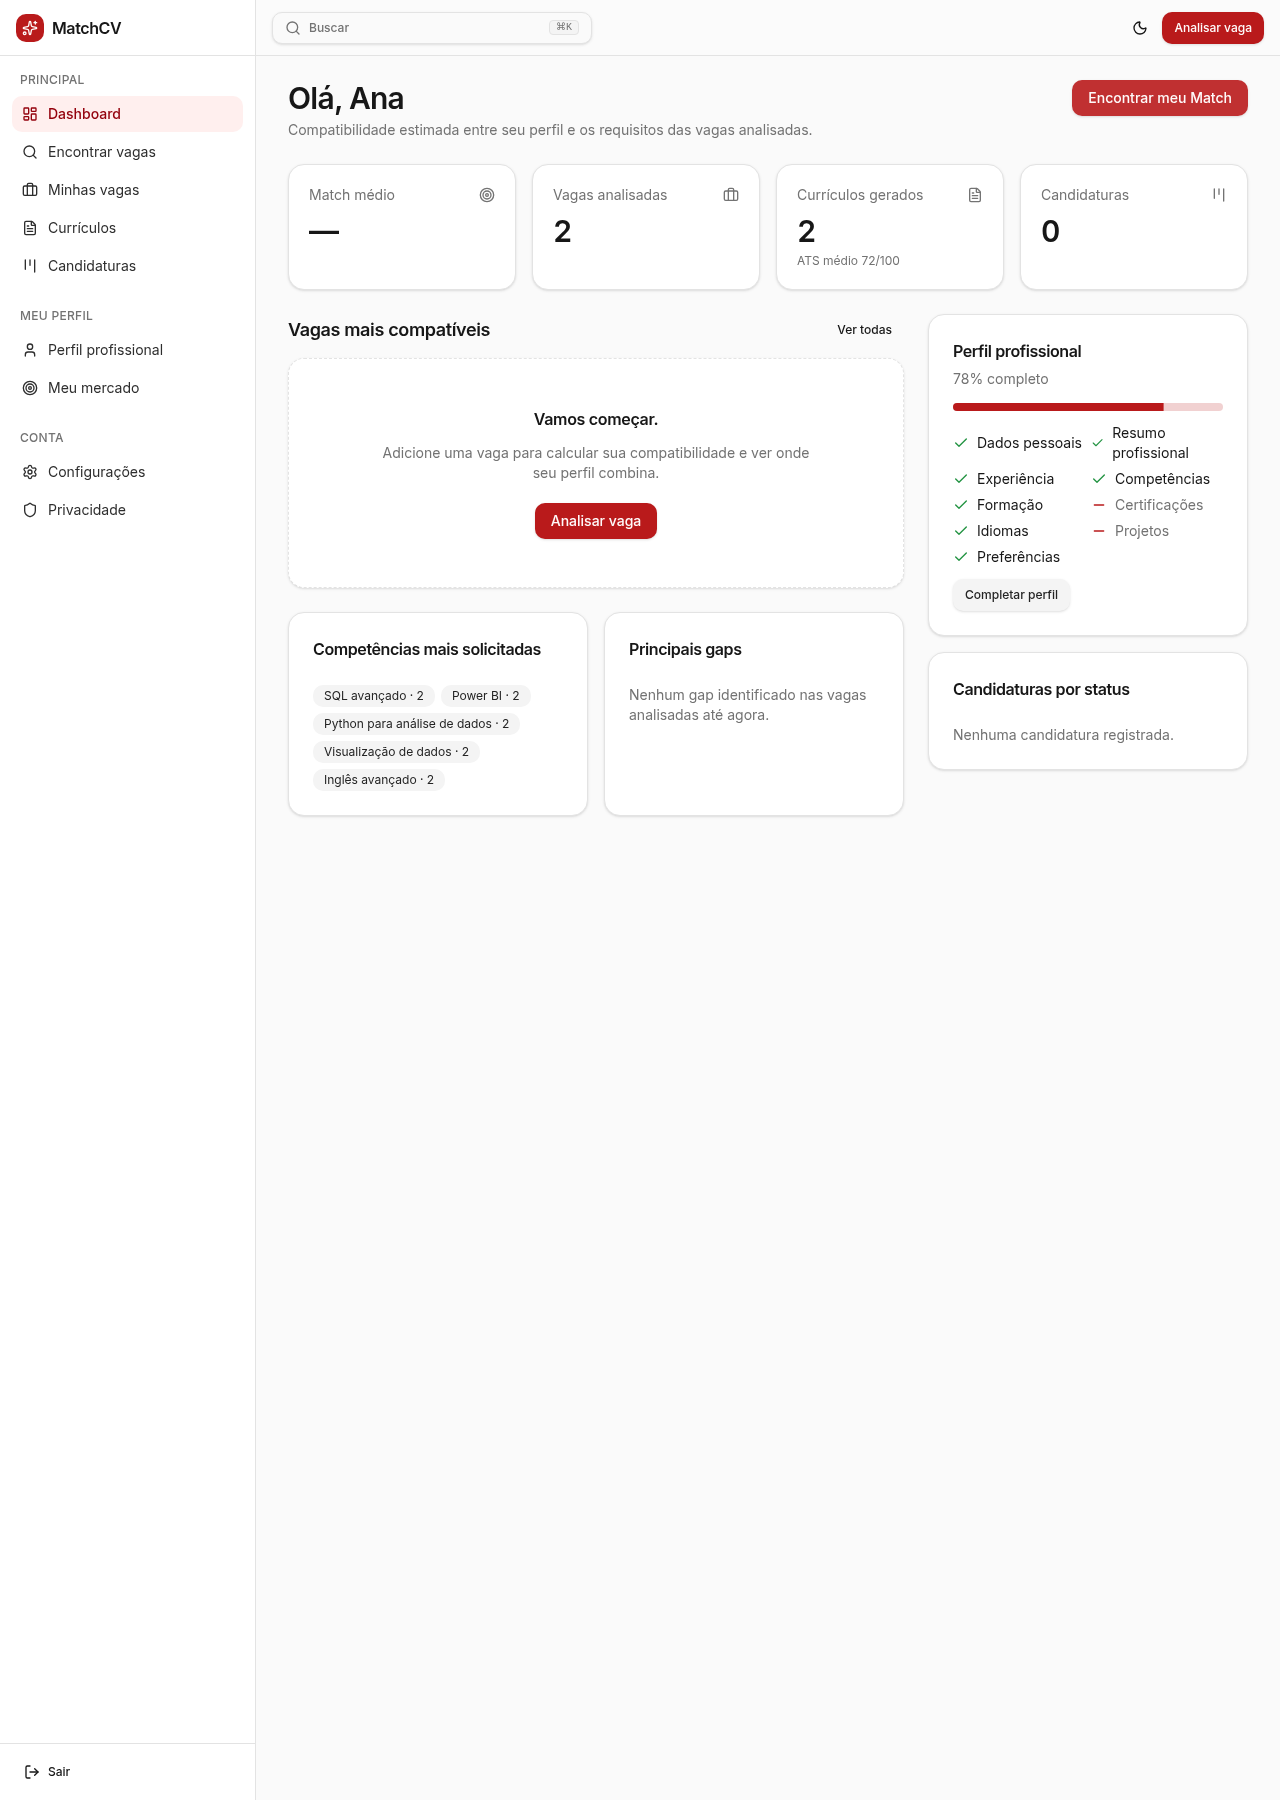 MatchCV
Buscar
⌘K
Analisar vaga
PRINCIPAL
Dashboard
Encontrar vagas
Minhas vagas
Currículos
Candidaturas
MEU PERFIL
Perfil profissional
Meu mercado
CONTA
Configurações
Privacidade
Sair
Olá, Ana
Compatibilidade estimada entre seu perfil e os requisitos das vagas analisadas.
Encontrar meu Match
Match médio
—
Vagas analisadas
2
Currículos gerados
2
ATS médio 72/100
Candidaturas
0
Vagas mais compatíveis
Ver todas
Vamos começar.
Adicione uma vaga para calcular sua compatibilidade e ver onde
seu perfil combina.
Analisar vaga
Competências mais solicitadas
SQL avançado · 2
Power BI · 2
Python para análise de dados · 2
Visualização de dados · 2
Inglês avançado · 2
Principais gaps
Nenhum gap identificado nas vagas
analisadas até agora.
Perfil profissional
78% completo
Dados pessoais
Resumo
profissional
Experiência
Competências
Formação
Certificações
Idiomas
Projetos
Preferências
Completar perfil
Candidaturas por status
Nenhuma candidatura registrada.